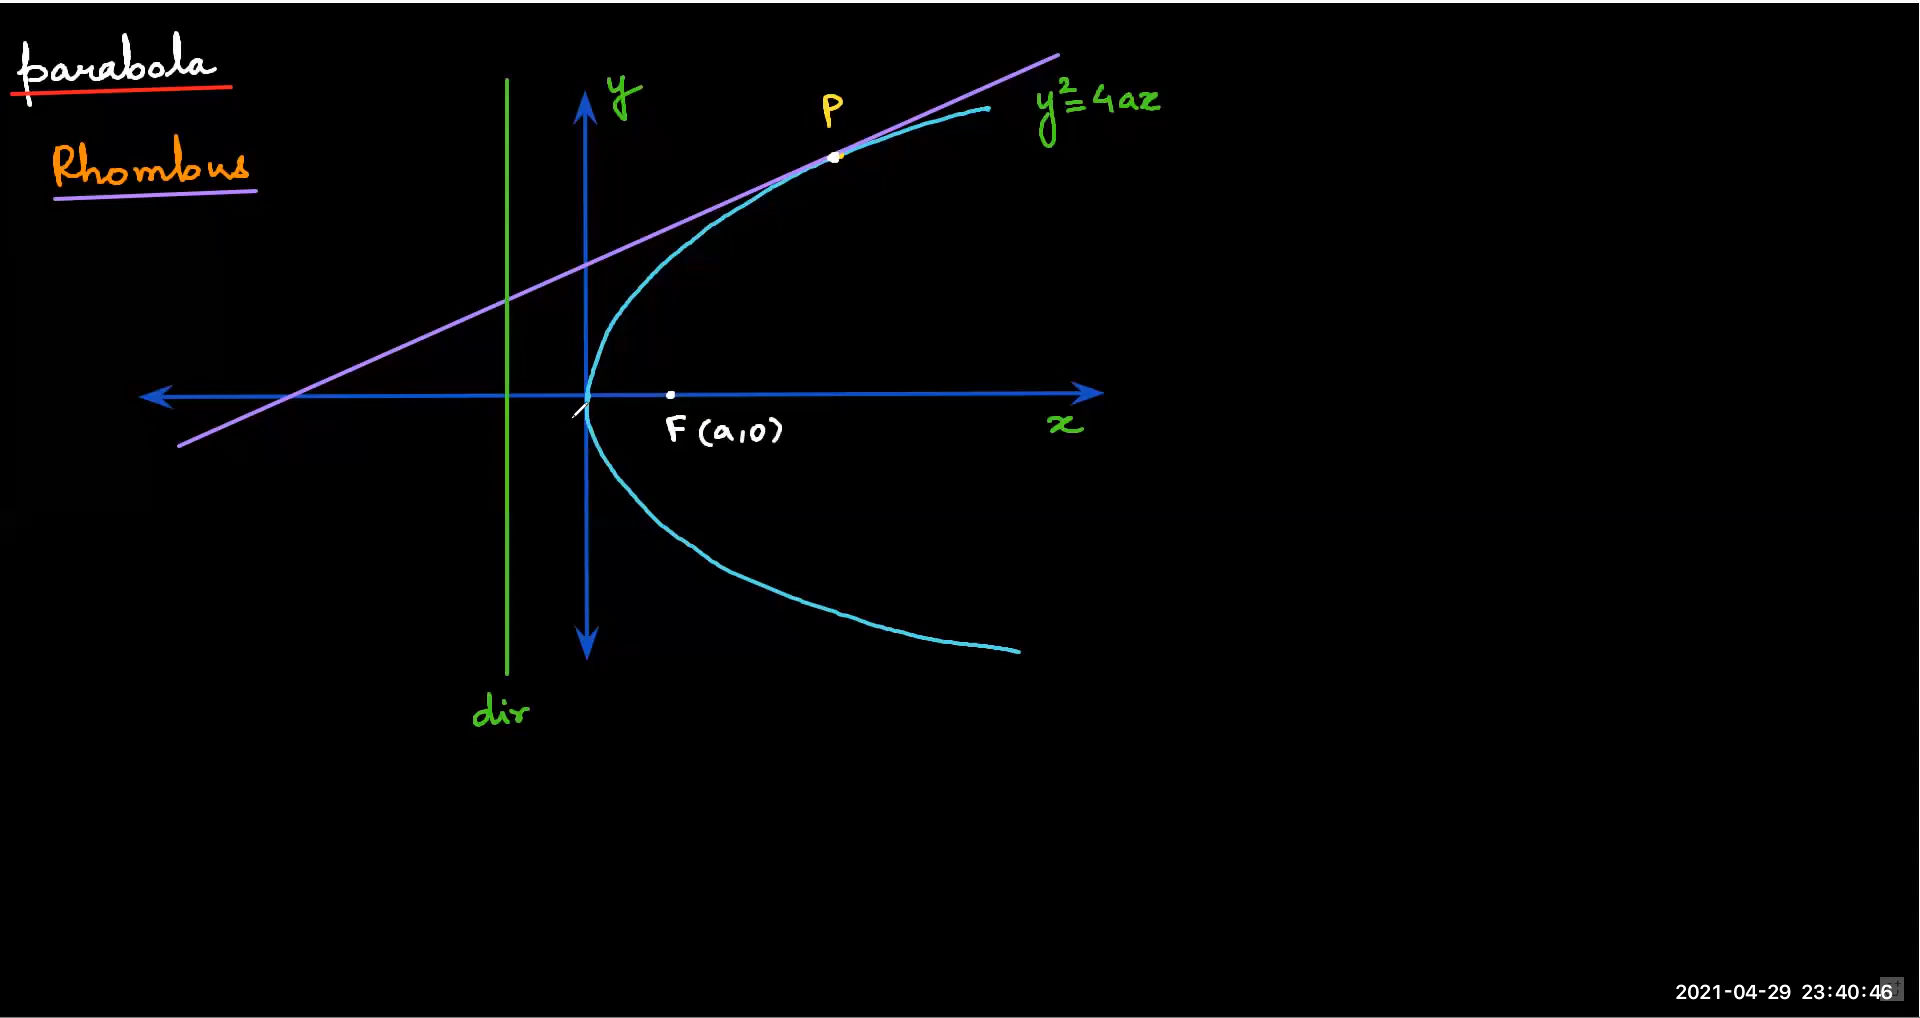 parabola
Rhombus
y
P
y²=4ax
F(a,0)
x
dir
2021-04-29 23:40:46